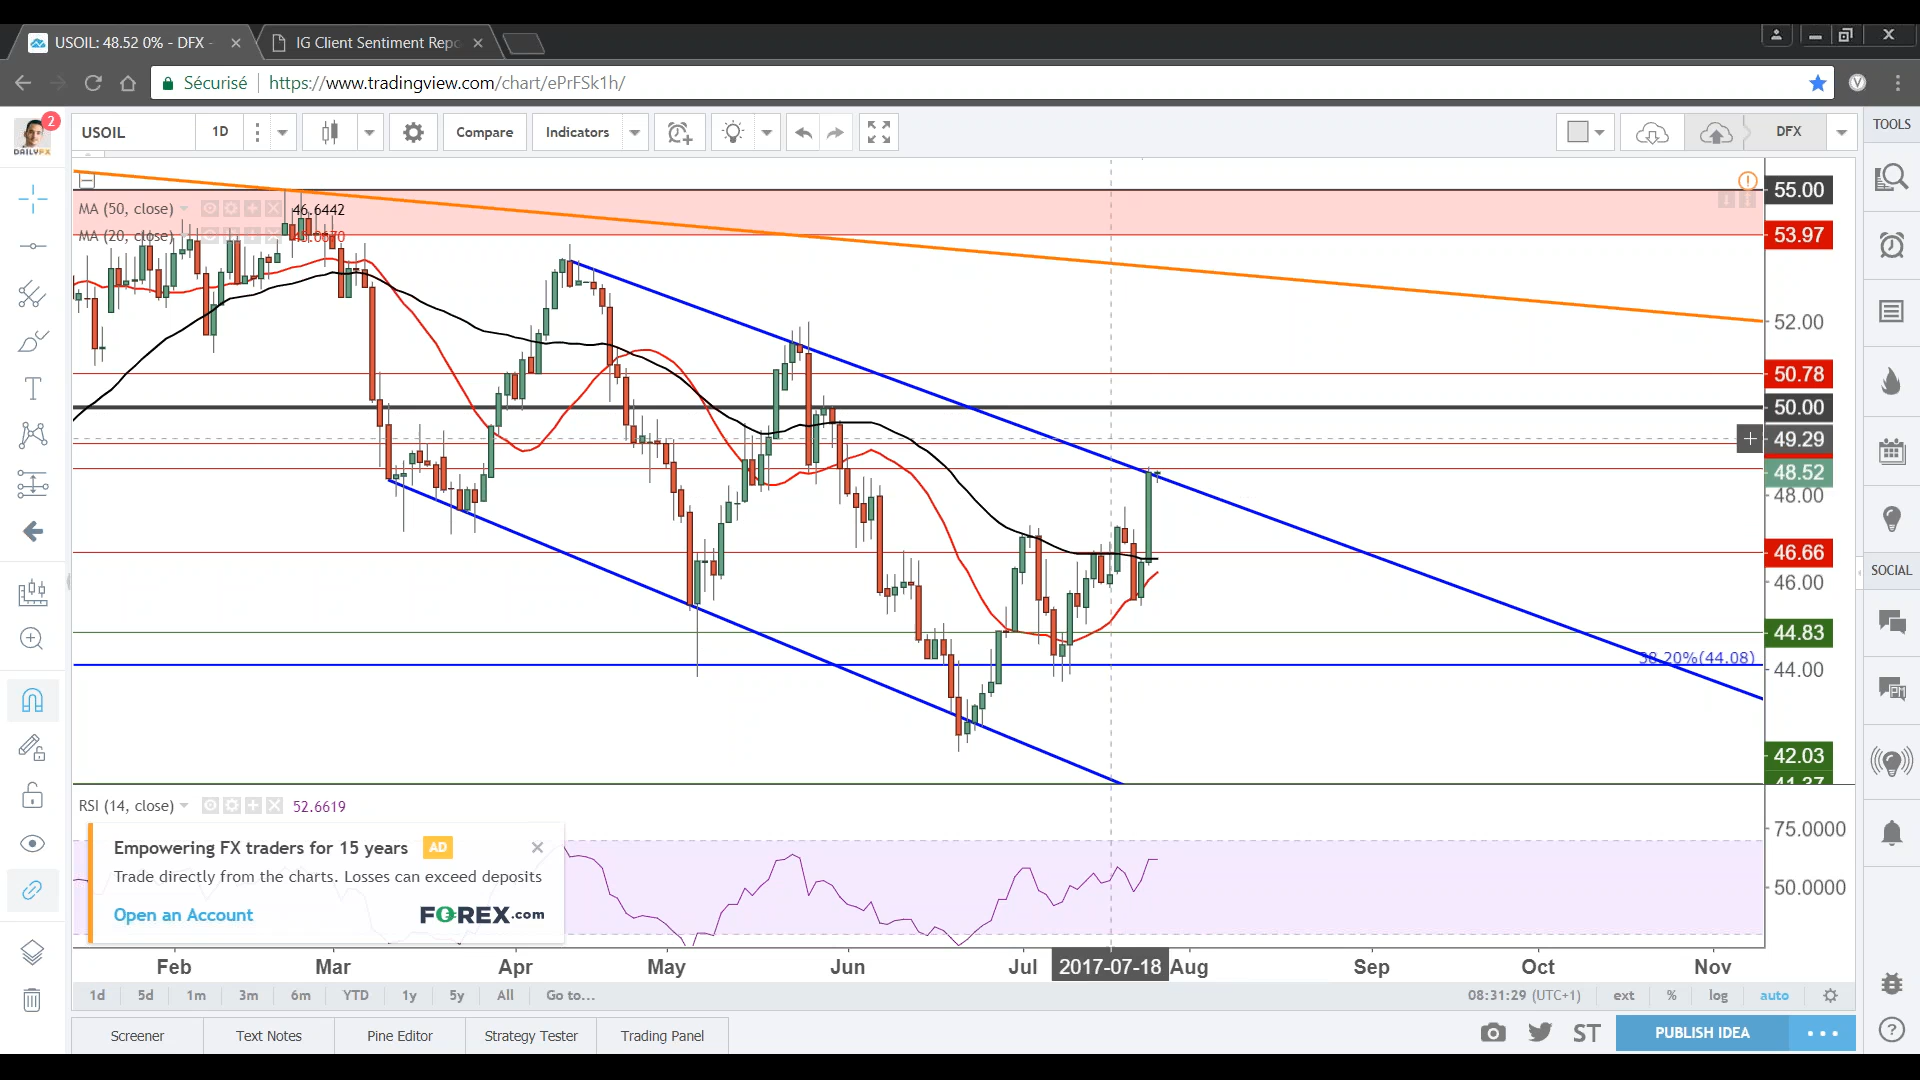 USOIL: 48.52 0% - DFX -
IG Client Sentiment Repo
Sécurisé
https://www.tradingview.com/chart/ePrFSk1h/
2
DAILYFX
USOIL
1D
Compare
Indicators
DFX
TOOLS
MA (50, close)
46.6442
MA (20, close)
55.00
53.97
52.00
50.78
50.00
49.29
48.52
48.00
46.66
46.00
SOCIAL
44.83
38.20%(44.08)
44.00
42.03
41.37
RSI (14, close)
52.6619
75.0000
50.0000
Empowering FX traders for 15 years
AD
Trade directly from the charts. Losses can exceed deposits
Open an Account
FOREX.com
Feb
Mar
Apr
May
Jun
Jul
2017-07-18
Aug
Sep
Oct
Nov
1d
5d
1m
3m
6m
YTD
1y
5y
All
Go to...
08:31:29 (UTC+1)
ext
%
log
auto
Screener
Text Notes
Pine Editor
Strategy Tester
Trading Panel
ST
PUBLISH IDEA